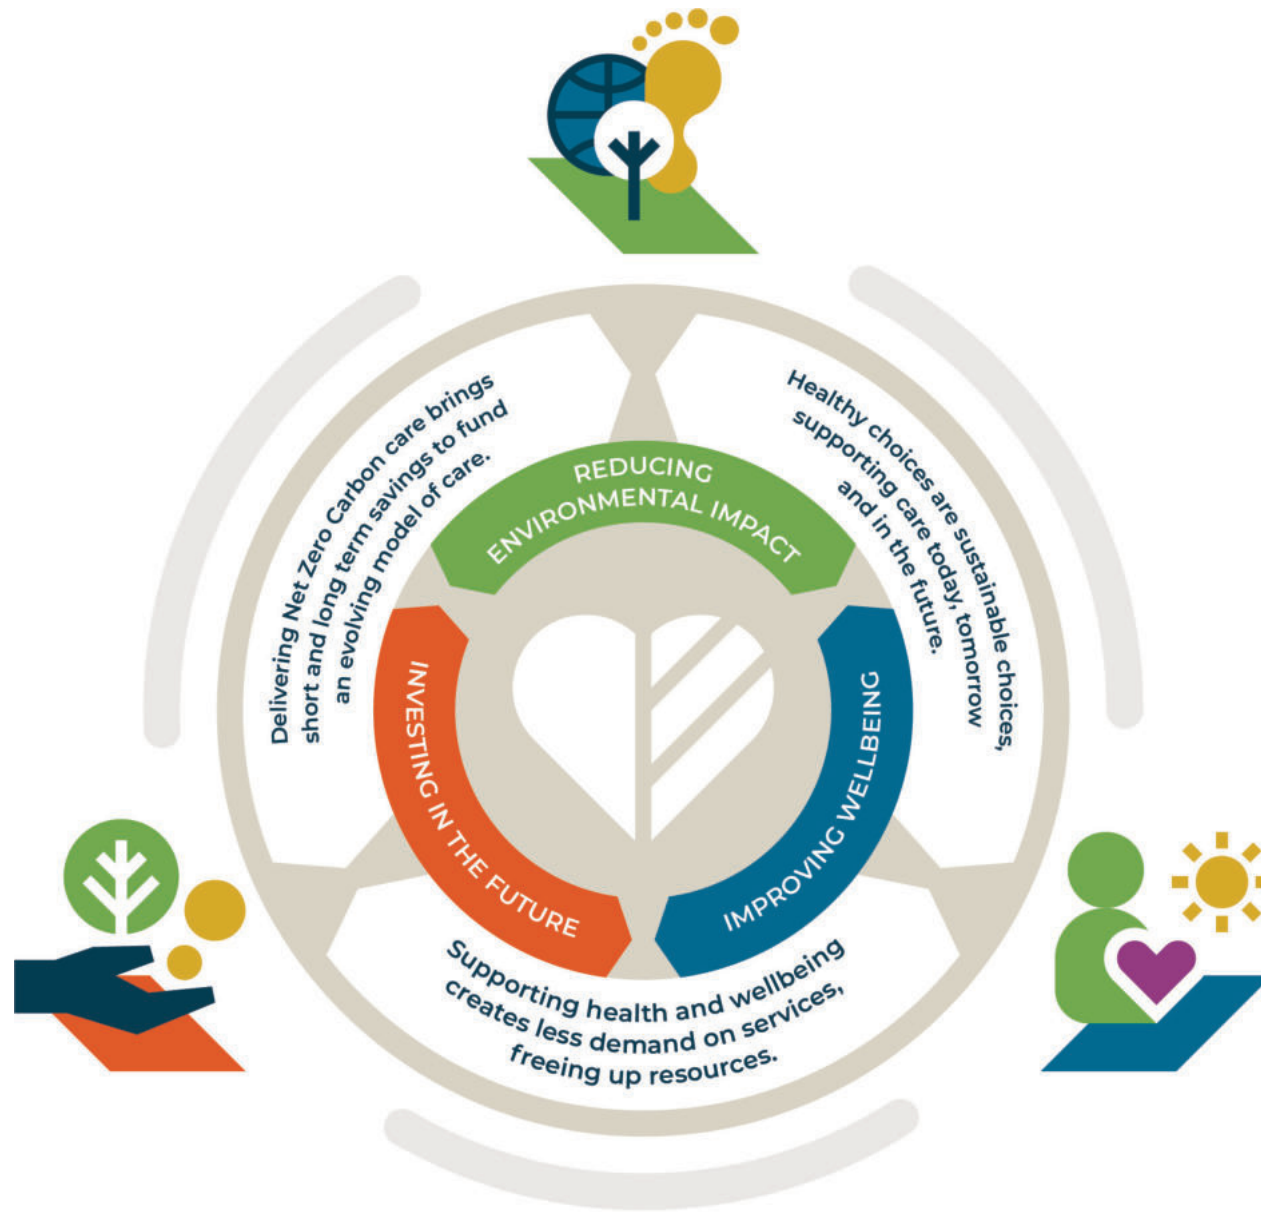 Delivering Net Zero Carbon care brings
short and long term savings to fund
an evolving model of care.
Healthy choices are sustainable choices,
supporting care today, tomorrow
and in the future.
REDUCING
ENVIRONMENTAL IMPACT
INVESTING IN THE FUTURE
IMPROVING WELLBEING
Supporting health and wellbeing
creates less demand on services,
freeing up resources.